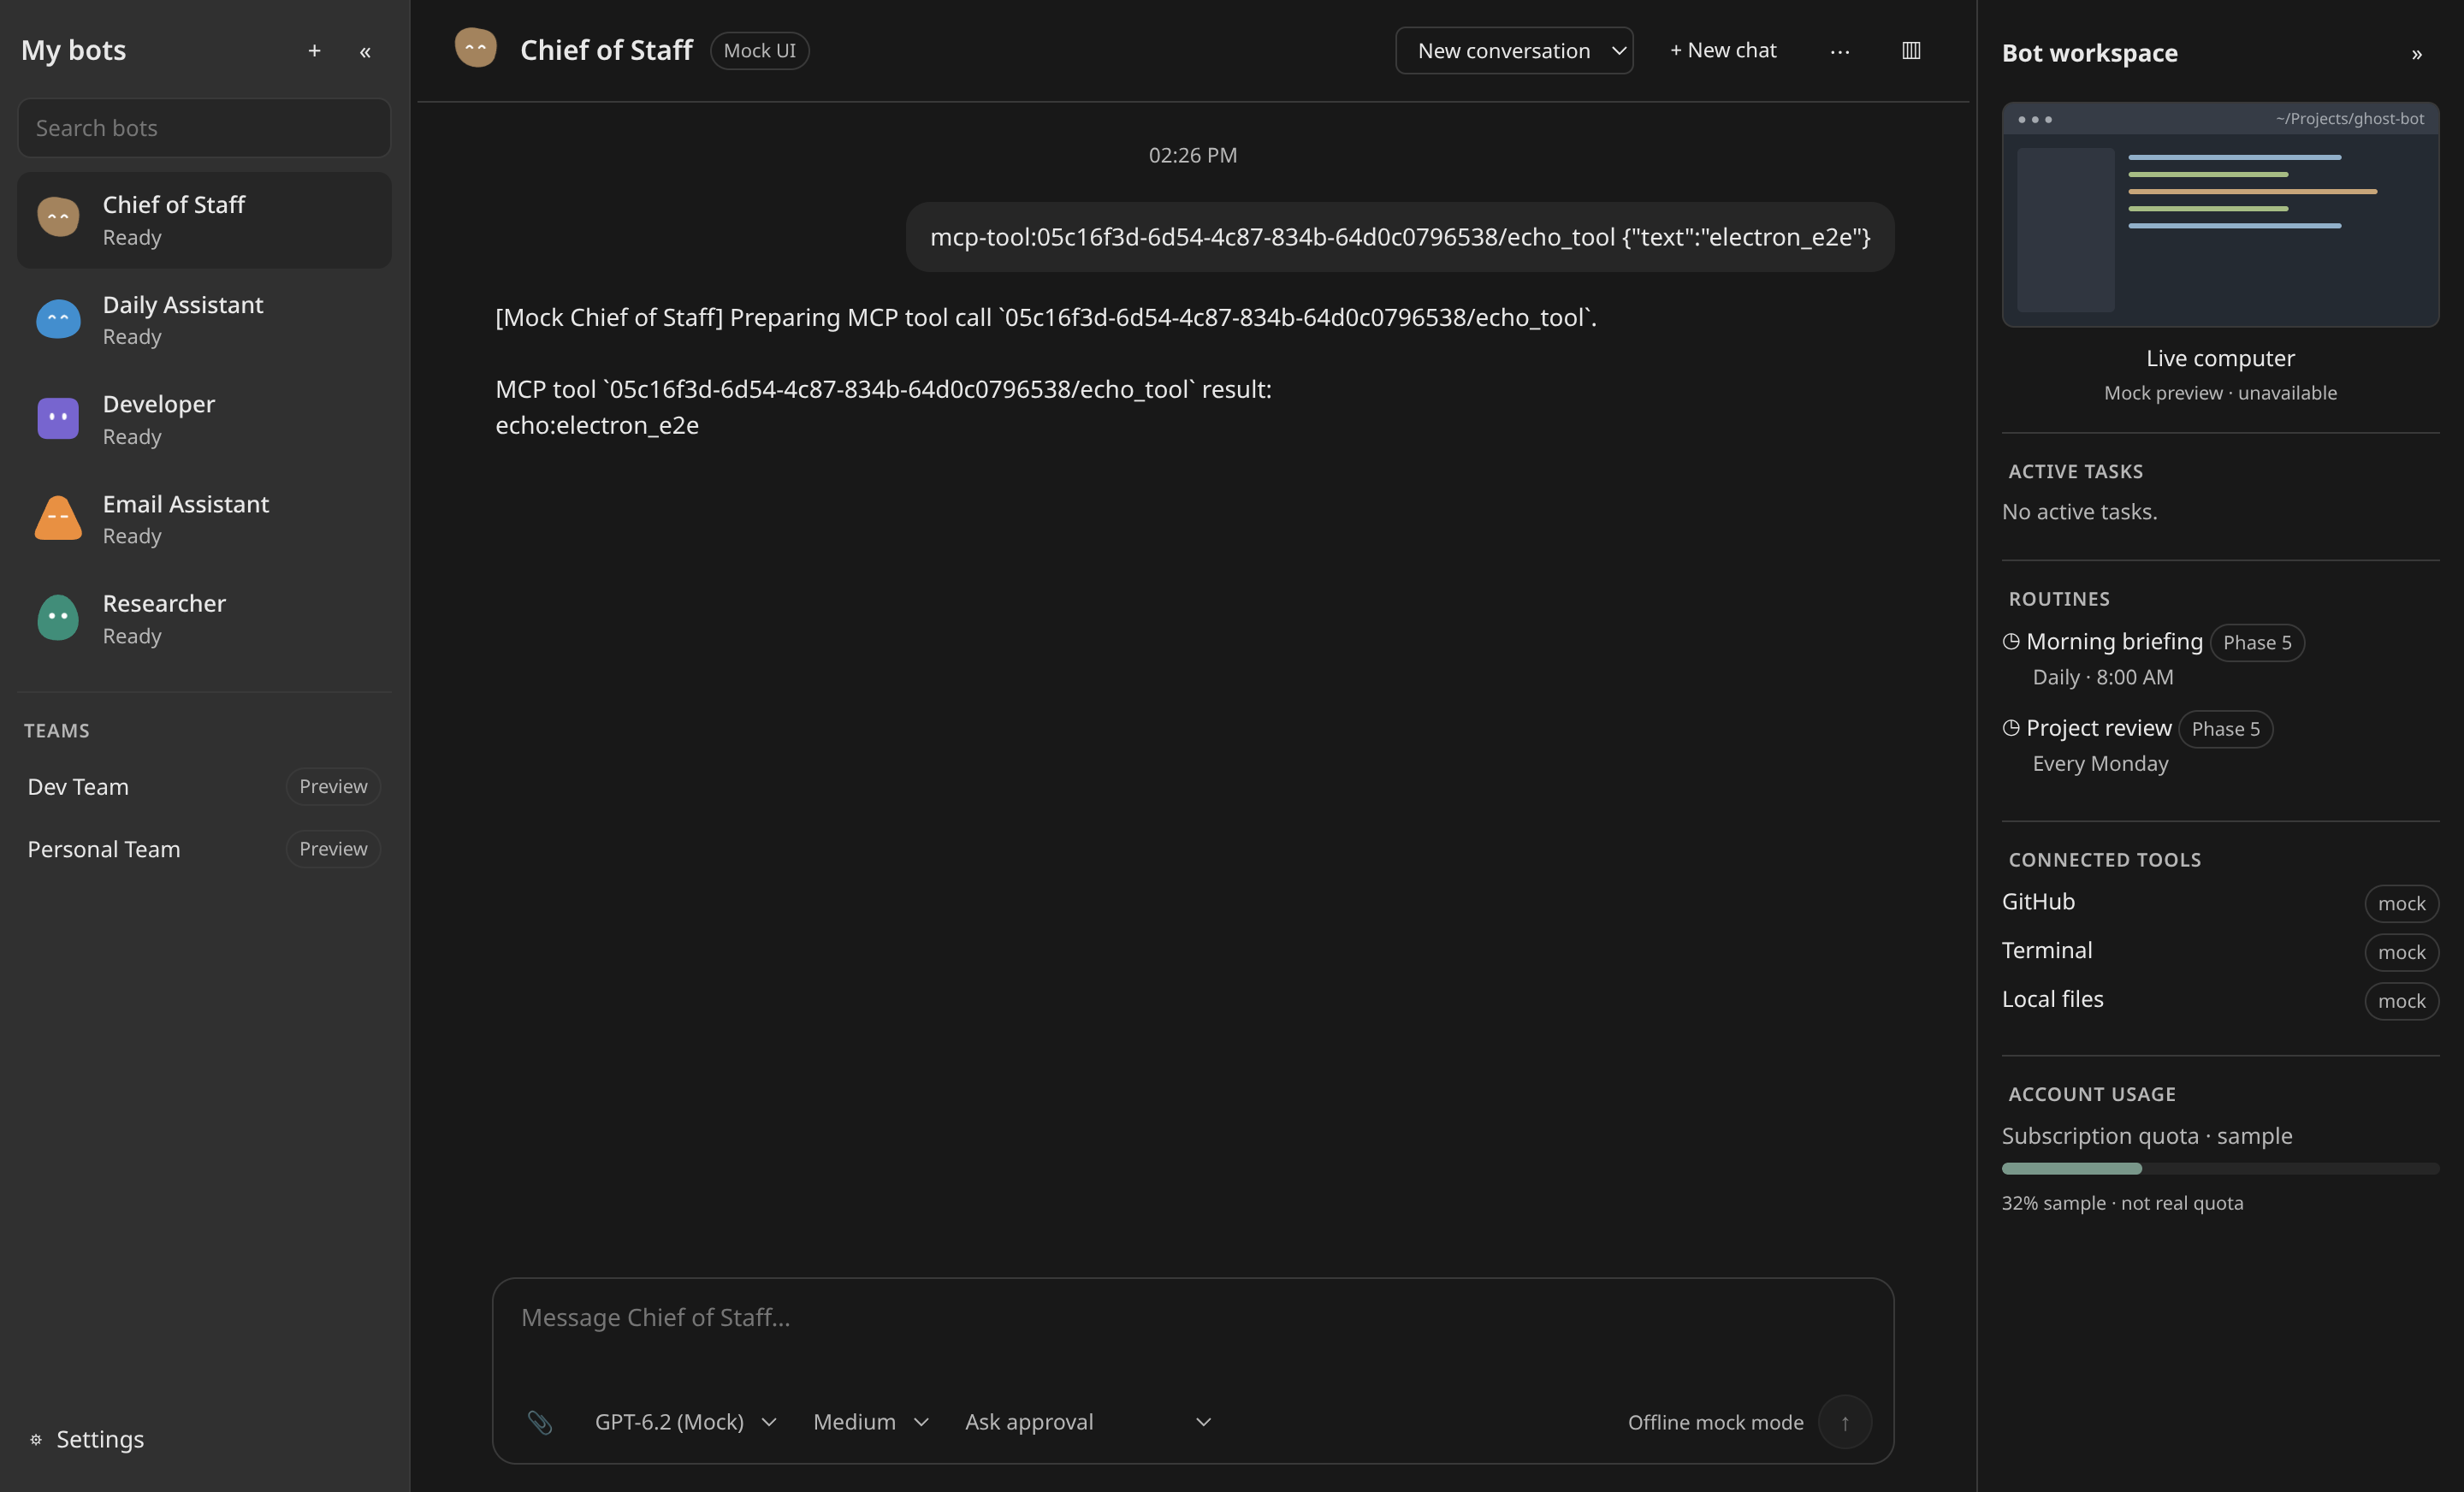 My bots + «
Search bots
Chief of Staff
Ready
Daily Assistant
Ready
Developer
Ready
Email Assistant
Ready
Researcher
Ready
TEAMS
Dev Team Preview
Personal Team Preview
Settings
Chief of Staff Mock UI
New conversation
+ New chat ...
02:26 PM
mcp-tool:05c16f3d-6d54-4c87-834b-64d0c0796538/echo_tool {"text":"electron_e2e"}
[Mock Chief of Staff] Preparing MCP tool call `05c16f3d-6d54-4c87-834b-64d0c0796538/echo_tool`.
MCP tool `05c16f3d-6d54-4c87-834b-64d0c0796538/echo_tool` result:
echo:electron_e2e
Message Chief of Staff...
GPT-6.2 (Mock) Medium Ask approval Offline mock mode ↑
Bot workspace »
~/Projects/ghost-bot
Live computer
Mock preview · unavailable
ACTIVE TASKS
No active tasks.
ROUTINES
Morning briefing Phase 5
Daily · 8:00 AM
Project review Phase 5
Every Monday
CONNECTED TOOLS
GitHub mock
Terminal mock
Local files mock
ACCOUNT USAGE
Subscription quota · sample
32% sample · not real quota